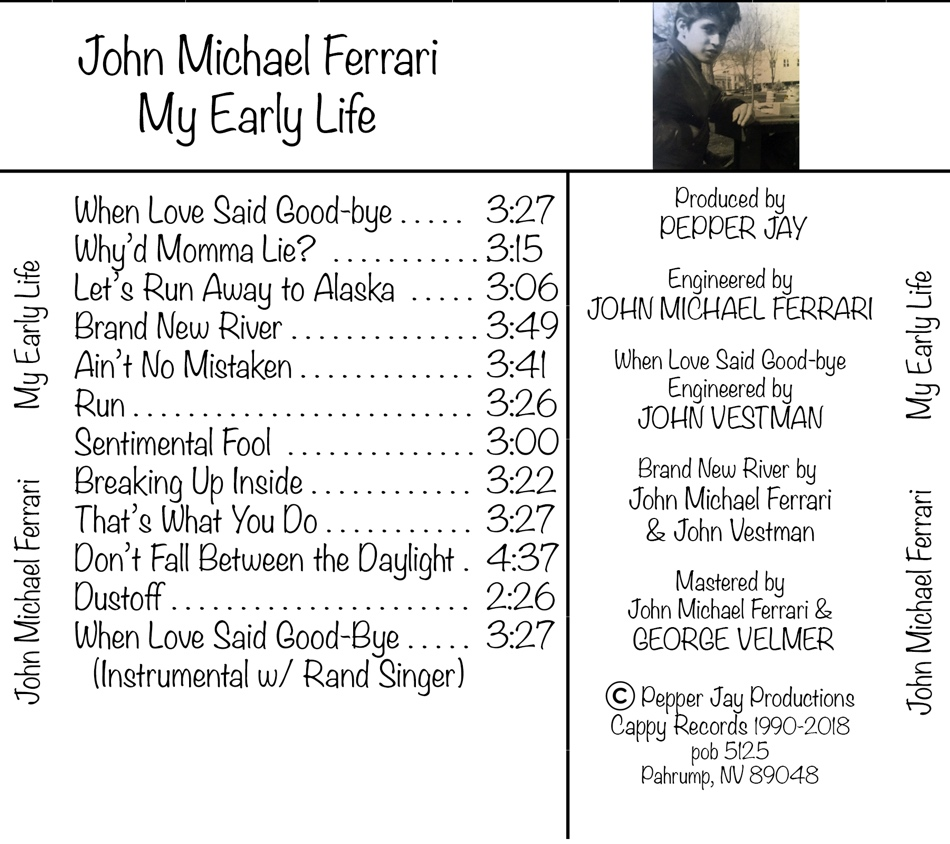 John Michael Ferrari
My Early Life
When Love Said Good-bye ..... 3:27
Why'd Momma Lie? ............ 3:15
Let's Run Away to Alaska ..... 3:06
Brand New River .............. 3:49
Ain't No Mistaken ............. 3:41
Run ......................... 3:26
Sentimental Fool .............. 3:00
Breaking Up Inside ............ 3:22
That's What You Do ........... 3:27
Don't Fall Between the Daylight . 4:37
Dustoff ...................... 2:26
When Love Said Good-Bye ..... 3:27
(Instrumental w/ Rand Singer)
Produced by
PEPPER JAY
Engineered by
JOHN MICHAEL FERRARI
When Love Said Good-bye
Engineered by
JOHN VESTMAN
Brand New River by
John Michael Ferrari
& John Vestman
Mastered by
John Michael Ferrari &
GEORGE VELMER
© Pepper Jay Productions
Cappy Records 1990-2018
pob 5125
Pahrump, NV 89048
John Michael Ferrari My Early Life
John Michael Ferrari My Early Life